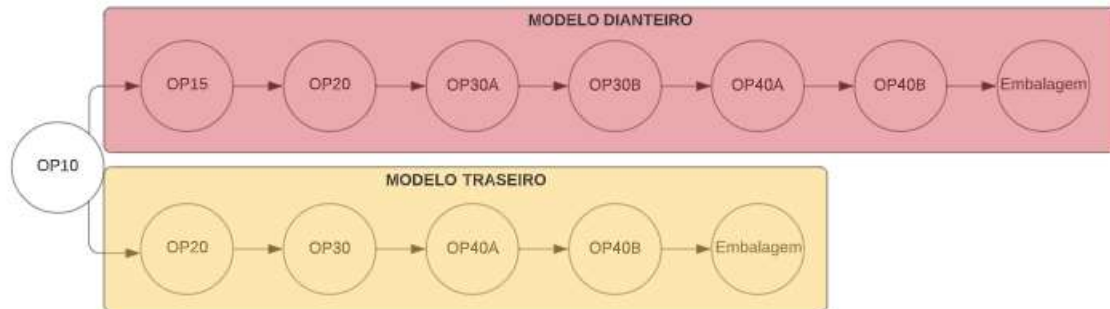 MODELO DIANTEIRO
OP15 OP20 OP30A OP30B OP40A OP40B Embalagem
OP10
MODELO TRASEIRO
OP20 OP30 OP40A OP40B Embalagem